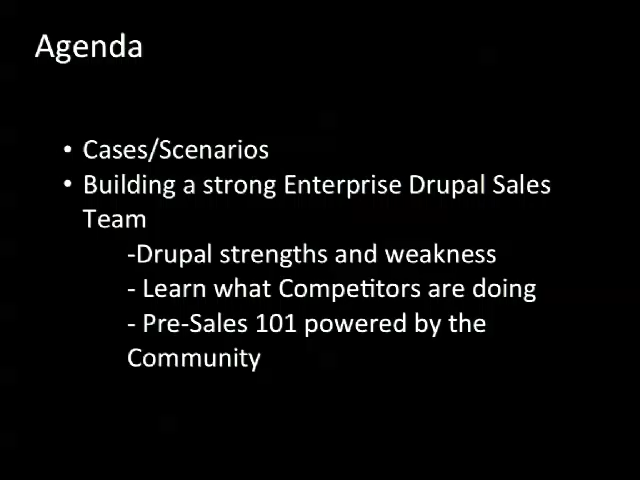 Agenda
• Cases/Scenarios
• Building a strong Enterprise Drupal Sales
Team
-Drupal strengths and weakness
- Learn what Competitors are doing
- Pre-Sales 101 powered by the
Community